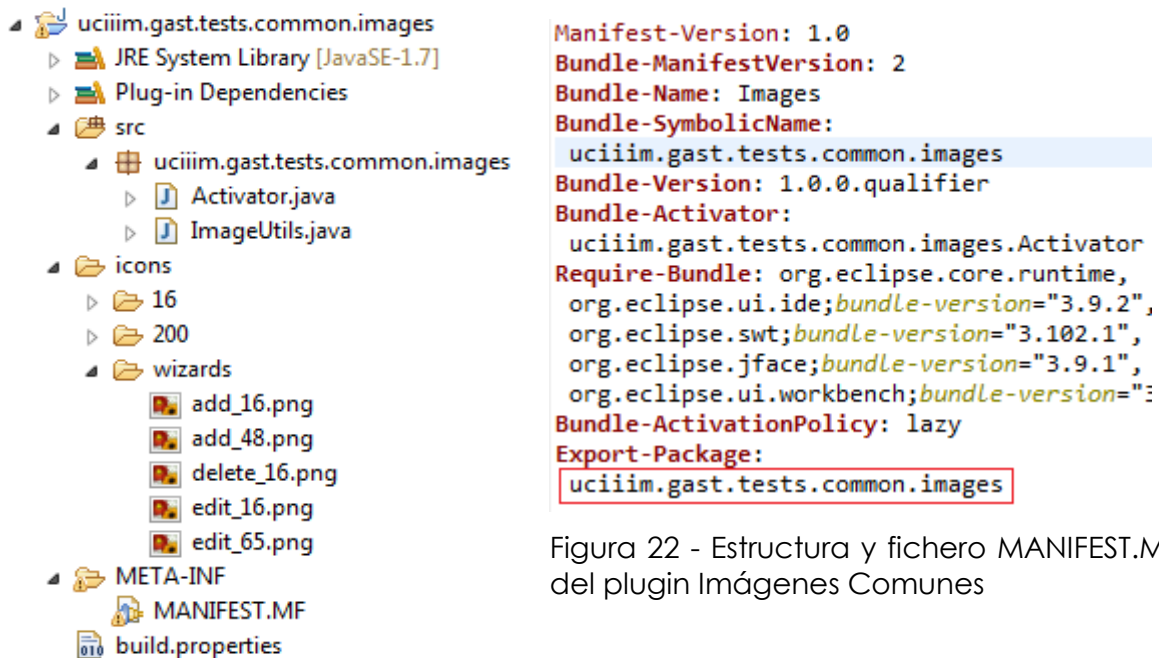 uciiim.gast.tests.common.images
JRE System Library [JavaSE-1.7]
Plug-in Dependencies
src
uciiim.gast.tests.common.images
Activator.java
ImageUtils.java
icons
16
200
wizards
add_16.png
add_48.png
delete_16.png
edit_16.png
edit_65.png
META-INF
MANIFEST.MF
build.properties
Manifest-Version: 1.0
Bundle-ManifestVersion: 2
Bundle-Name: Images
Bundle-SymbolicName:
uciiim.gast.tests.common.images
Bundle-Version: 1.0.0.qualifier
Bundle-Activator:
uciiim.gast.tests.common.images.Activator
Require-Bundle: org.eclipse.core.runtime,
org.eclipse.ui.ide;bundle-version="3.9.2",
org.eclipse.swt;bundle-version="3.102.1",
org.eclipse.jface;bundle-version="3.9.1",
org.eclipse.ui.workbench;bundle-version="3
Bundle-ActivationPolicy: lazy
Export-Package:
uciiim.gast.tests.common.images
Figura 22 - Estructura y fichero MANIFEST.M
del plugin Imágenes Comunes